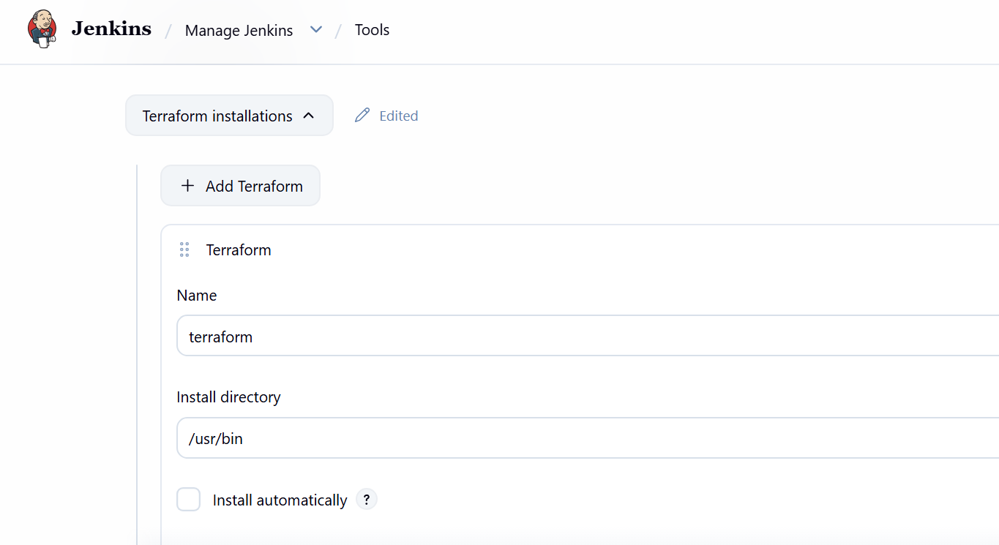 Jenkins / Manage Jenkins / Tools
Terraform installations Edited
+ Add Terraform
Terraform
Name
terraform
Install directory
/usr/bin
Install automatically ?